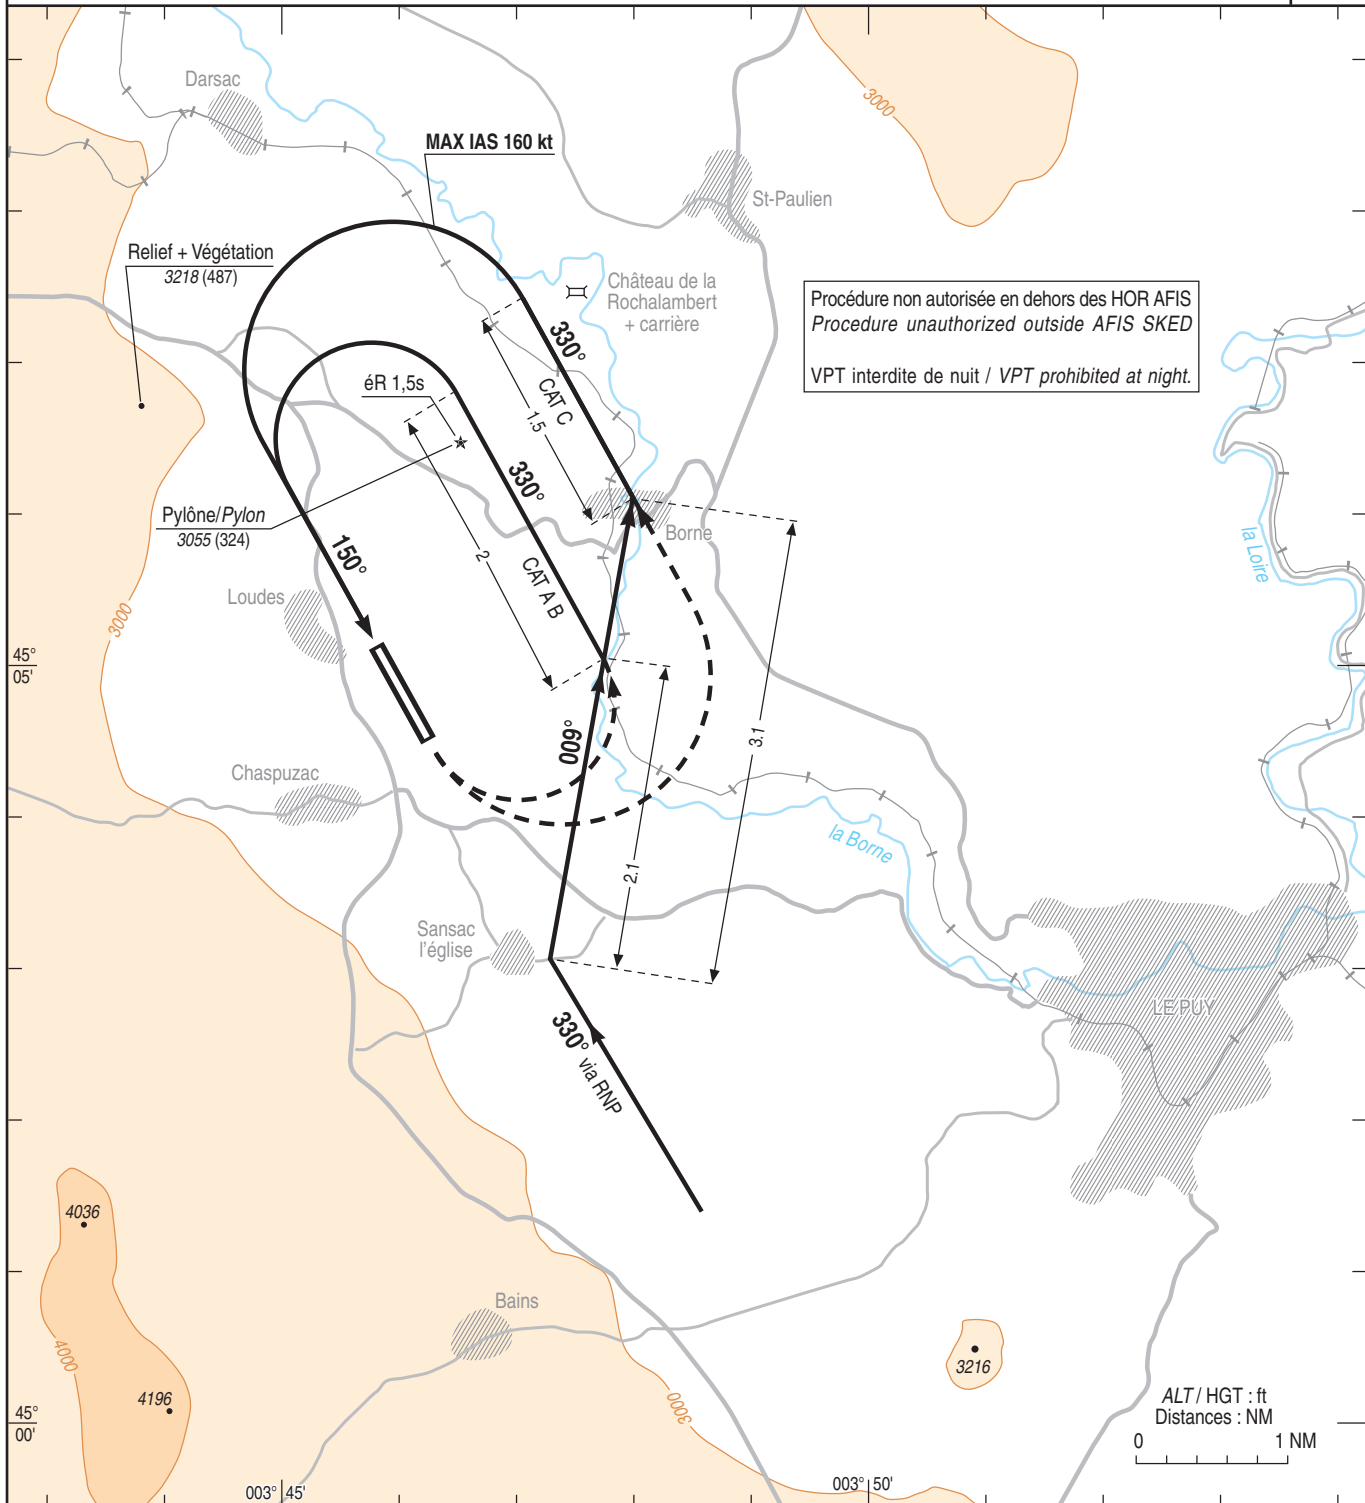 Darsac
3000
MAX IAS 160 kt
St-Paulien
Relief + Végétation
3218 (487)
Château de la
Rochalambert
+ carrière
Procédure non autorisée en dehors des HOR AFIS
Procedure unauthorized outside AFIS SKED
VPT interdite de nuit / VPT prohibited at night.
330°
CAT C
1.5
éR 1,5s
330°
CAT A B
2
Pylône/Pylon
3055 (324)
Borne
150°
la Loire
Loudes
3000
45°
05'
009°
3.1
2.1
Chaspuzac
la Borne
Sansac
l'église
LE PUY
330° via RNP
4036
4000
4196
Bains
3000
3216
ALT / HGT : ft
Distances : NM
0 1 NM
45°
00'
003° 45'
003° 50'